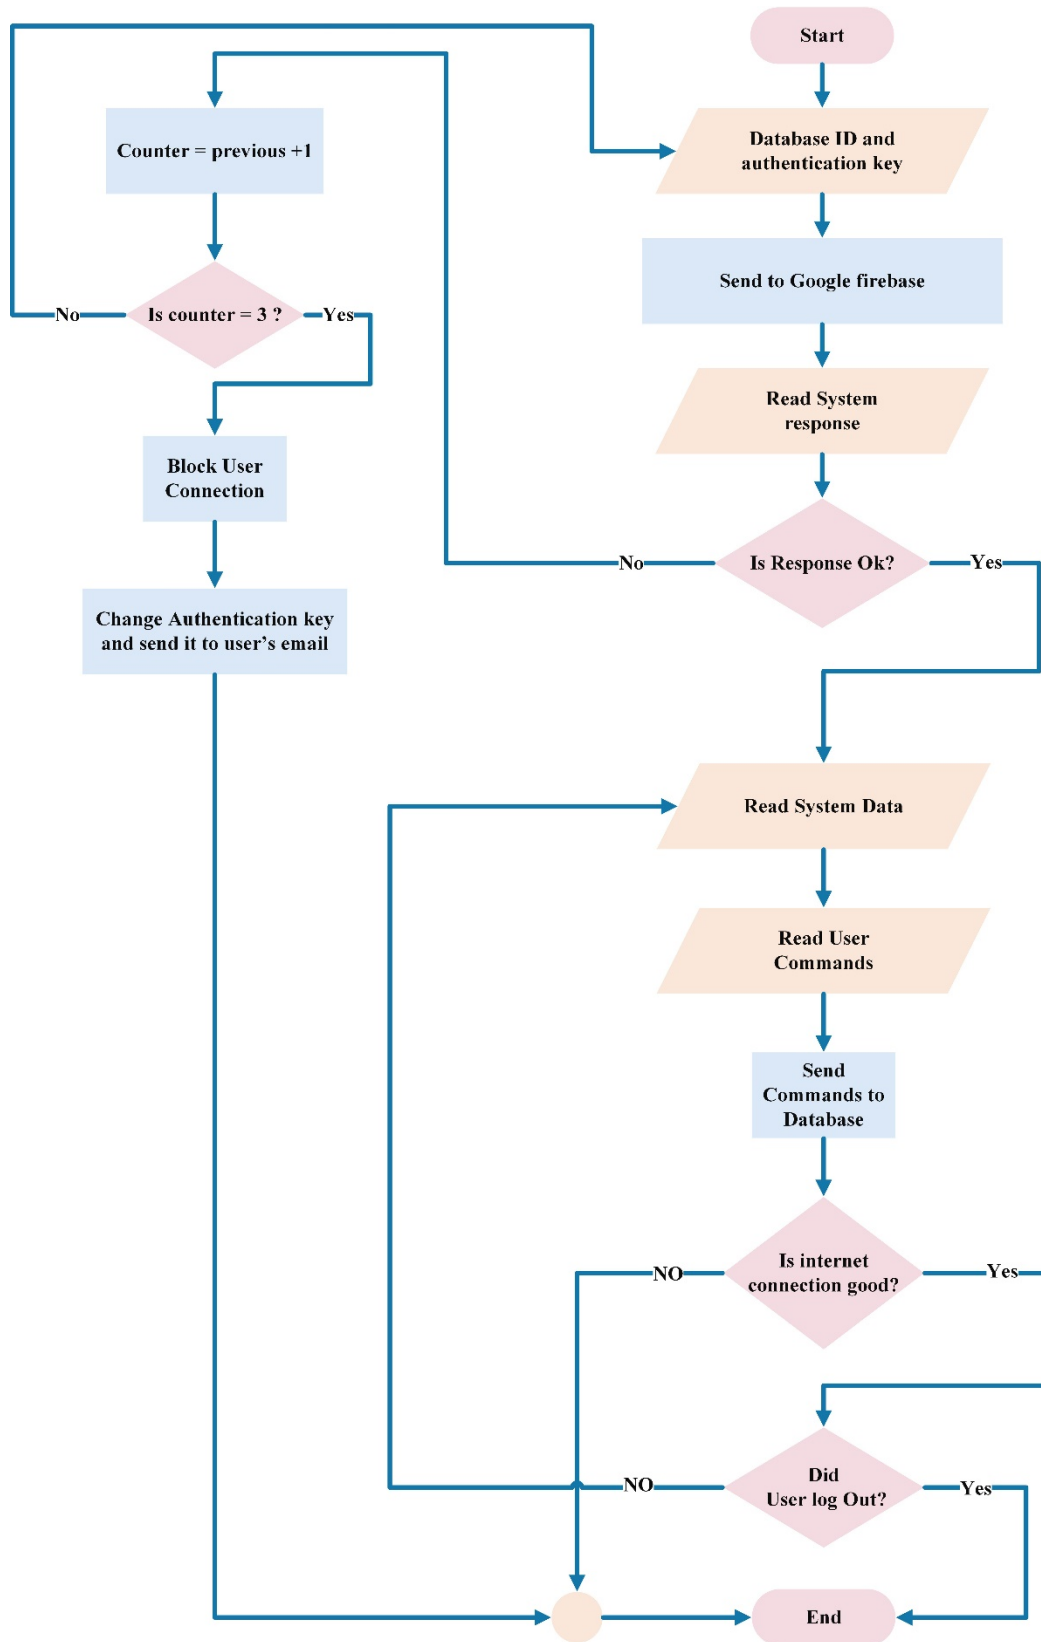 Start
Database ID and
authentication key
Counter = previous +1
Send to Google firebase
Is counter = 3 ?
No
Yes
Read System
response
Block User
Connection
Is Response Ok?
No
Yes
Change Authentication key
and send it to user’s email
Read System Data
Read User
Commands
Send
Commands to
Database
Is internet
connection good?
NO
Yes
Did
User log Out?
NO
Yes
End